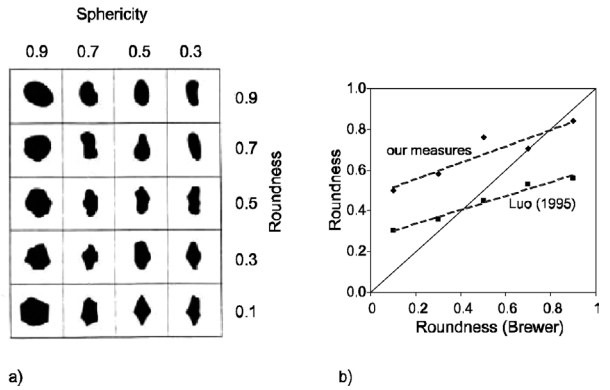 Sphericity
0.9 0.7 0.5 0.3
0.9
0.7
0.5
0.3
0.1
Roundness
a)
1.0
0.8
0.6
0.4
0.2
0.0
Roundness
our measures
Luo (1995)
0 0.2 0.4 0.6 0.8 1.0
Roundness (Brewer)
b)